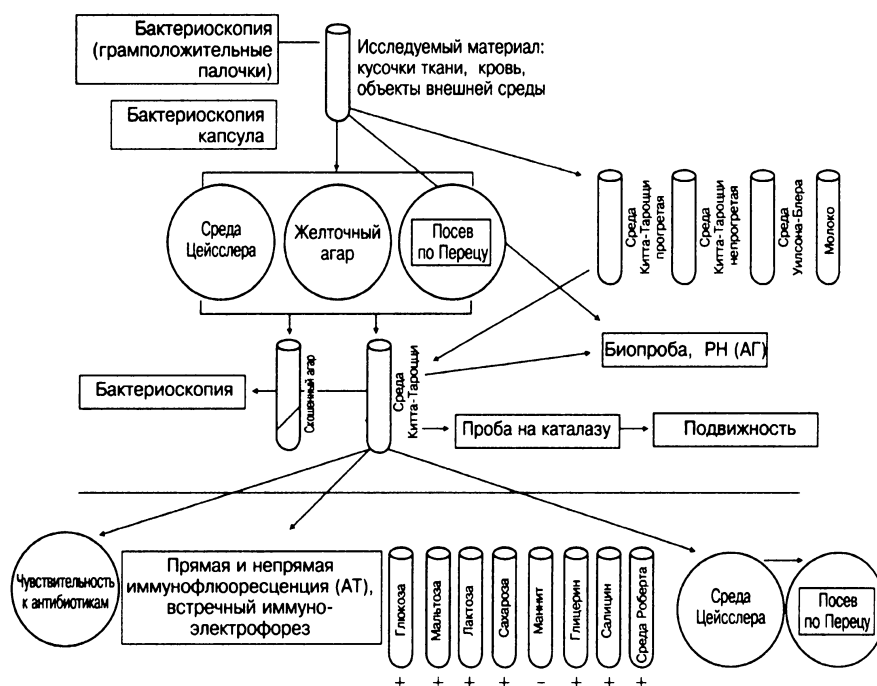 Бактериоскопия
(грамположительные
палочки)
Исследуемый материал:
кусочки ткани, кровь,
объекты внешней среды
Бактериоскопия
капсула
Среда
Цейсслера
Желточный
агар
Посев
по Перецу
Среда
Китта-Тароцци
прогретая
Среда
Китта-Тароцци
непрогретая
Среда
Уилсона-Блера
Молоко
Биопроба, РН (АГ)
Бактериоскопия
Скошенный агар
Среда
Китта-Тароцци
Проба на каталазу
Подвижность
Чувствительность
к антибиотикам
Прямая и непрямая
иммунофлюоресценция (АТ),
встречный иммуно-
электрофорез
Глюкоза
Мальтоза
Лактоза
Сахароза
Маннит
Глицерин
Салицин
Среда Роберта
+ + + + – + + +
Среда
Цейсслера
Посев
по Перецу